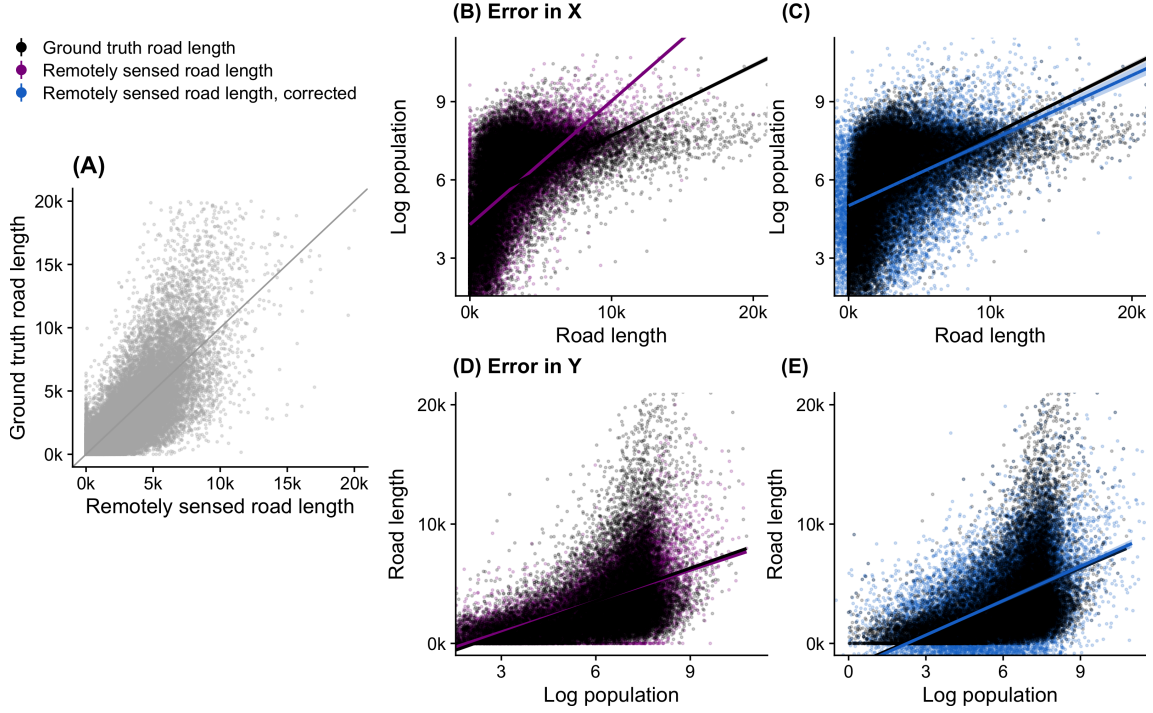 Ground truth road length
Remotely sensed road length
Remotely sensed road length, corrected
(A)
Ground truth road length
20k
15k
10k
5k
0k
0k 5k 10k 15k 20k
Remotely sensed road length
(B) Error in X
Log population
9
6
3
0k 10k 20k
Road length
(C)
Log population
9
6
3
0k 10k 20k
Road length
(D) Error in Y
Road length
20k
10k
0k
3 6 9
Log population
(E)
Road length
20k
10k
0k
0 3 6 9
Log population